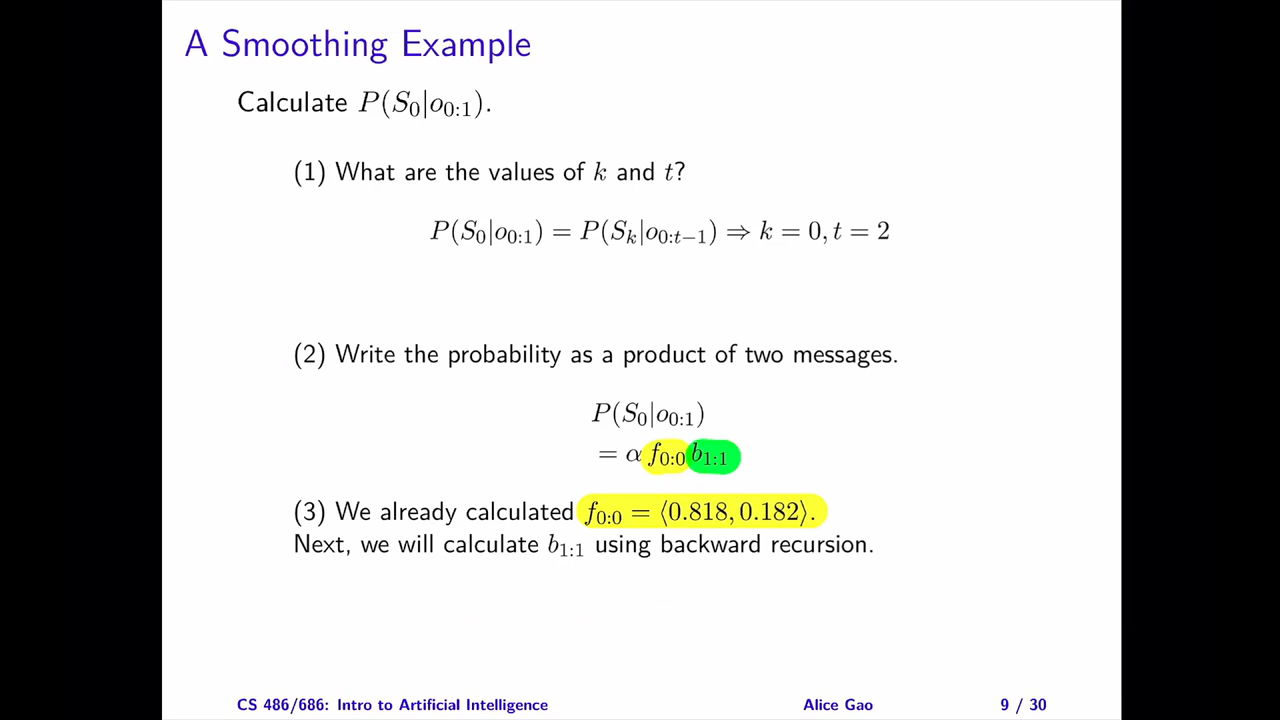 A Smoothing Example
Calculate P(S₀|o₀:₁).
(1) What are the values of k and t?
P(S₀|o₀:₁) = P(Sₖ|o₀:ₜ₋₁) ⇒ k = 0, t = 2
(2) Write the probability as a product of two messages.
P(S₀|o₀:₁)
= α f₀:₀ b₁:₁
(3) We already calculated f₀:₀ = ⟨0.818, 0.182⟩.
Next, we will calculate b₁:₁ using backward recursion.
CS 486/686: Intro to Artificial Intelligence Alice Gao 9 / 30